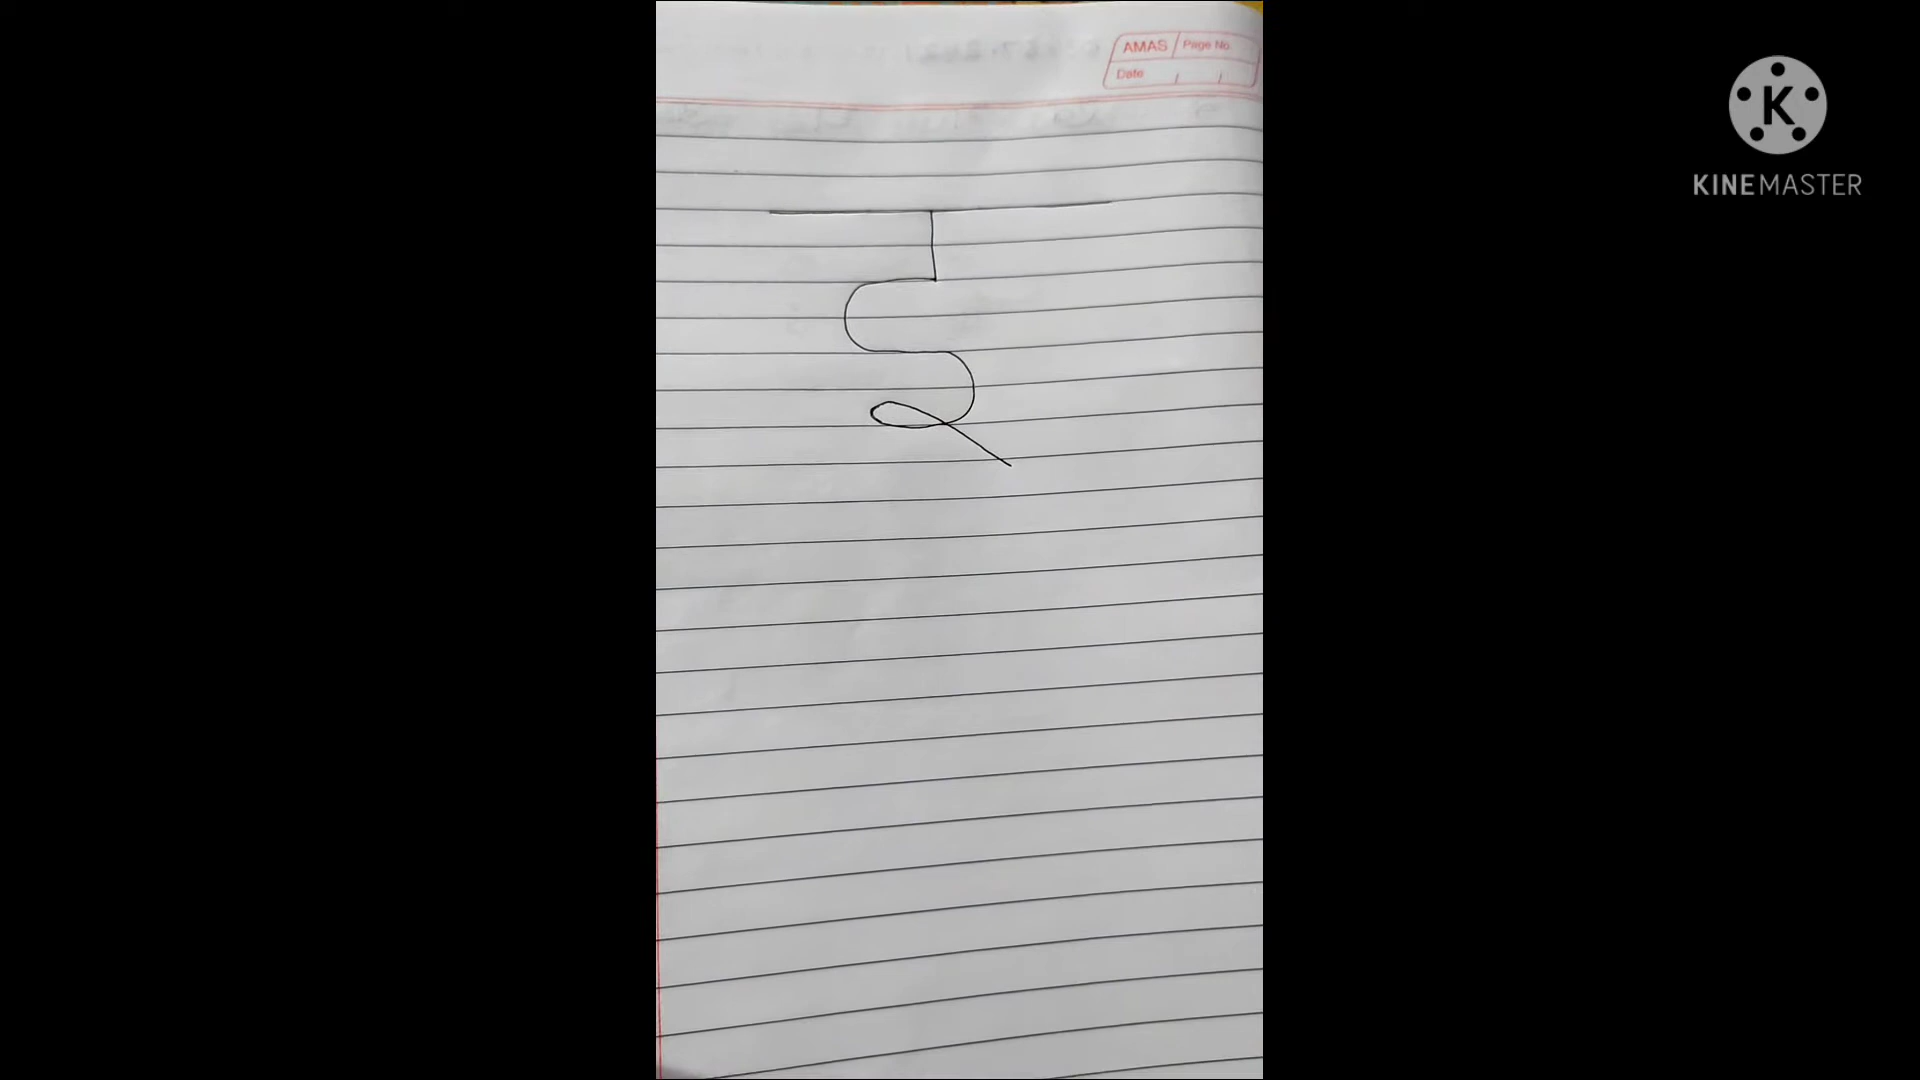 AMAS Page No.
Date / /
इ
K
KINEMASTER